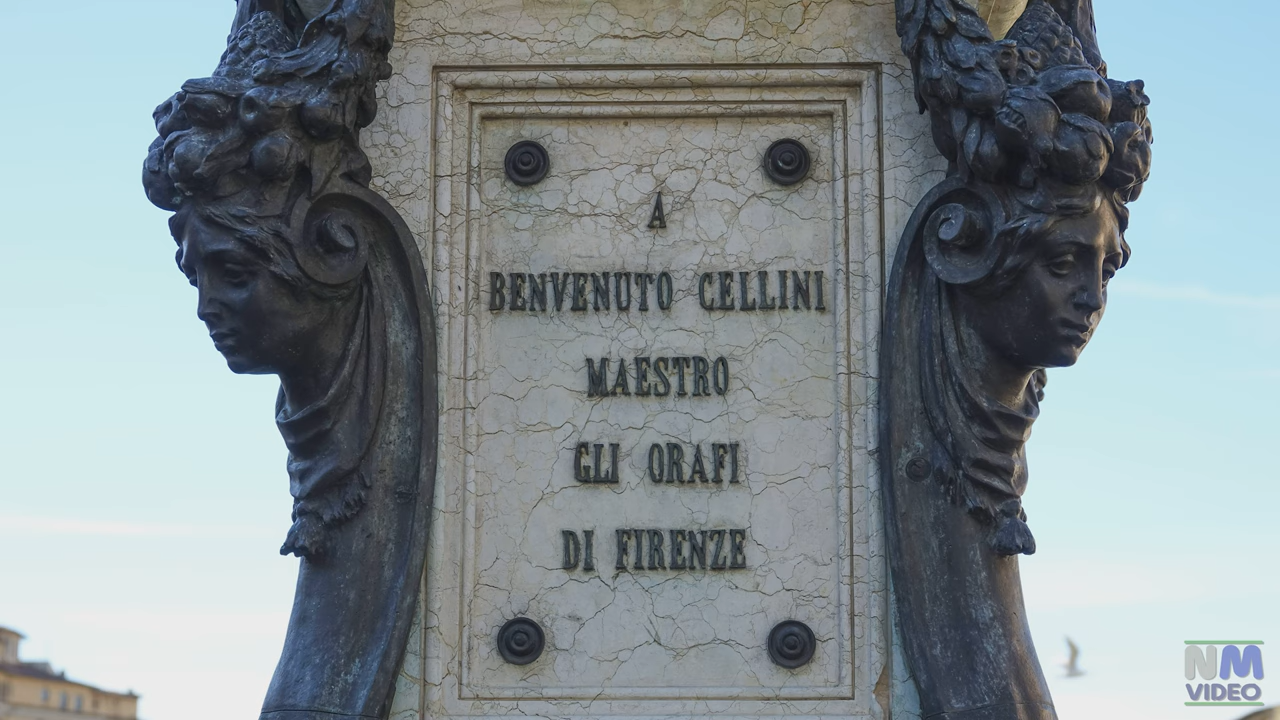 A
BENVENUTO CELLINI
MAESTRO
GLI ORAFI
DI FIRENZE
NM
VIDEO